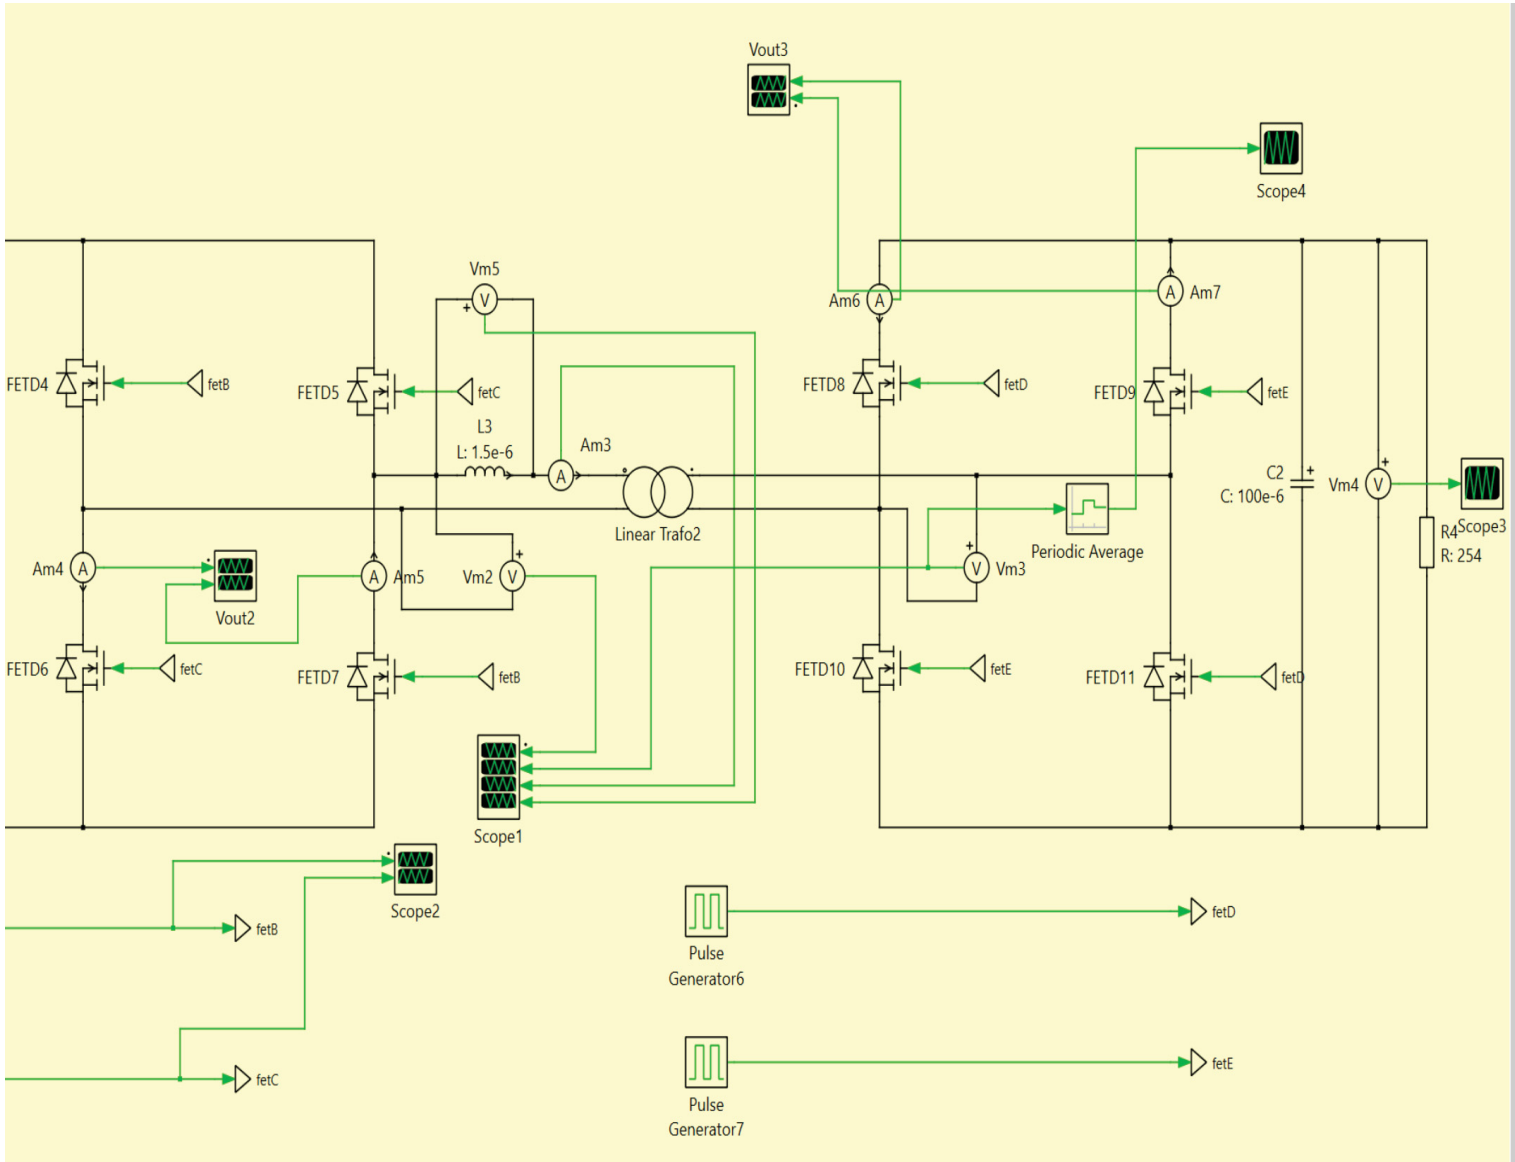 Vout3
Scope4
Vm5
V
+
Am6
A
A
Am7
FETD4
fetB
FETD5
fetC
FETD8
fetD
FETD9
fetE
L3
L: 1.5e-6
Am3
A
Linear Trafo2
Periodic Average
C2
C: 100e-6
+
Vm4
V
+
Scope3
R4
R: 254
Am4
A
Vout2
A
Am5
Vm2
V
+
V
+
Vm3
FETD6
fetC
FETD7
fetB
FETD10
fetE
FETD11
fetD
Scope1
Scope2
fetB
fetC
Pulse
Generator6
fetD
Pulse
Generator7
fetE